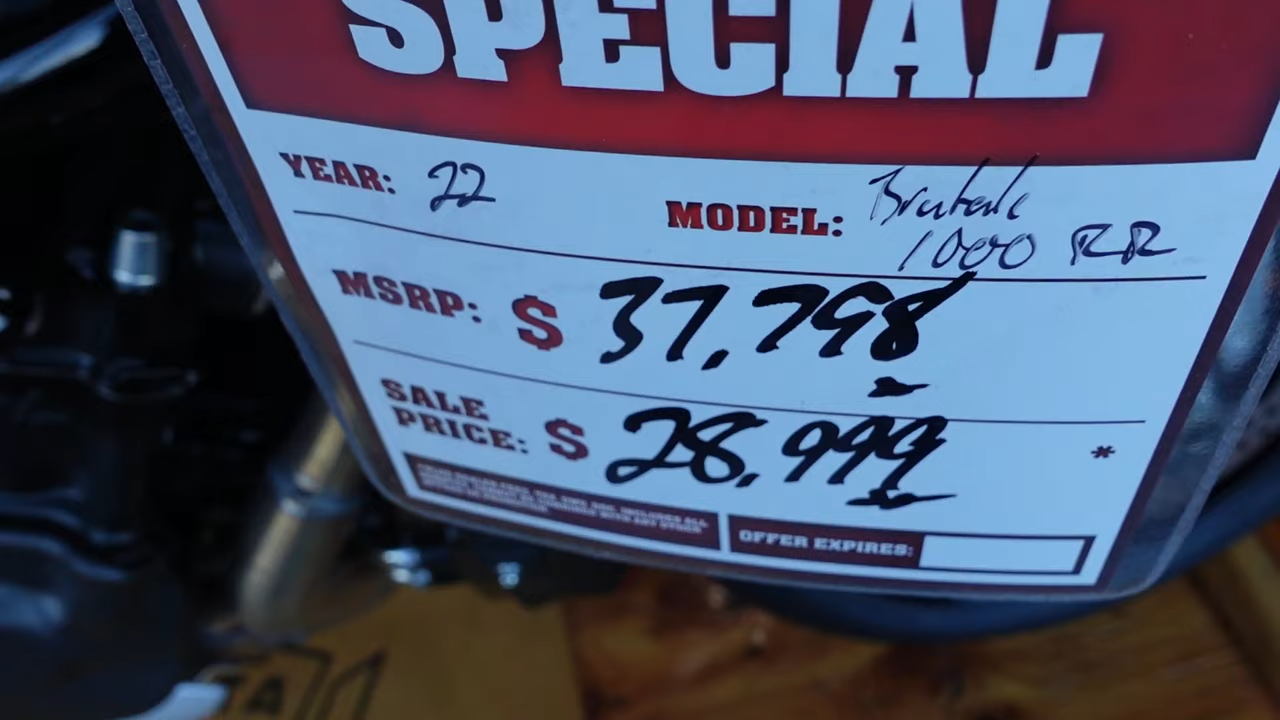 SPECIAL
YEAR: 22
MODEL: Brutale
1000 RR
MSRP: $ 37,798
SALE
PRICE: $ 28,999 *
OFFER EXPIRES: